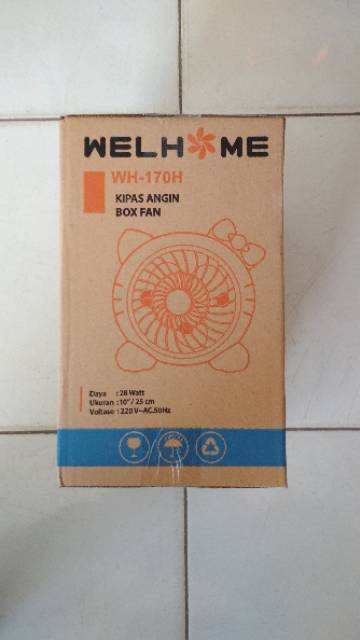 WELHOME
WH-170H
KIPAS ANGIN
BOX FAN
Daya : 28 Watt
Ukuran : 10" / 25 cm
Voltase : 220 V~AC.50Hz